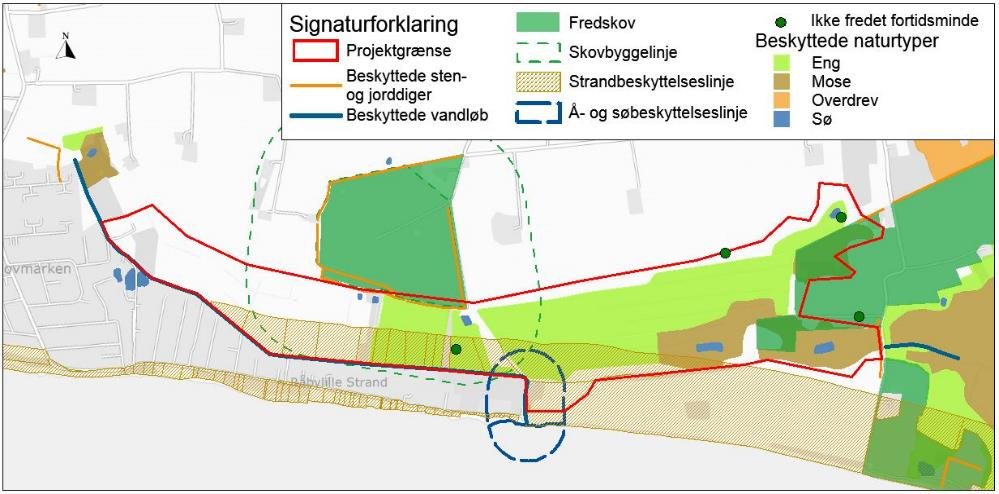 Signaturforklaring
Projektgrænse
Beskyttede sten-
og jorddiger
Beskyttede vandløb
Fredskov
Skovbyggelinje
Strandbeskyttelseslinje
Å- og søbeskyttelseslinje
Ikke fredet fortidsminde
Beskyttede naturtyper
Eng
Mose
Overdrev
Sø
N
ovmarken
Råbylille Strand